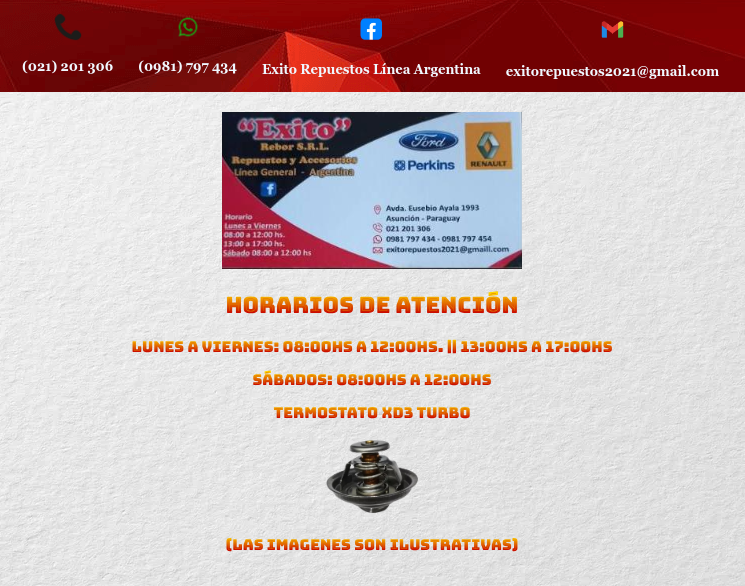 (021) 201 306
(0981) 797 434
Exito Repuestos Línea Argentina
exitorepuestos2021@gmail.com
“Exito”
Rebor S.R.L.
Repuestos y Accesorios
Línea General - Argentina
Ford
Perkins
RENAULT
Horario
Lunes a Viernes
08:00 a 12:00 hs.
13:00 a 17:00 hs.
Sábado 08:00 a 12:00 hs
Avda. Eusebio Ayala 1993
Asunción - Paraguay
021 201 306
0981 797 434 - 0981 797 454
exitorepuestos2021@gmaill.com
HORARIOS DE ATENCIÓN
LUNES A VIERNES: 08:00HS A 12:00HS. || 13:00HS A 17:00HS
SÁBADOS: 08:00HS A 12:00HS
TERMOSTATO XD3 TURBO
(LAS IMAGENES SON ILUSTRATIVAS)